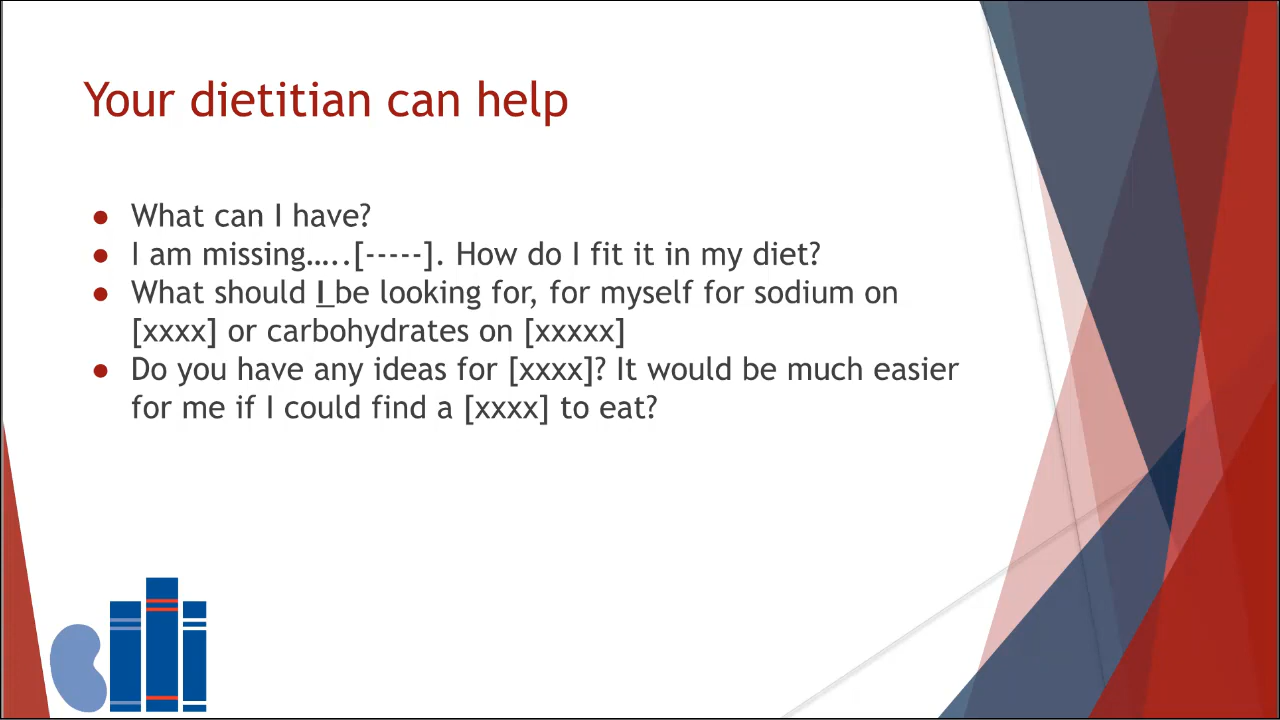 Your dietitian can help
● What can I have?
● I am missing…..[-----]. How do I fit it in my diet?
● What should I be looking for, for myself for sodium on
[xxxx] or carbohydrates on [xxxxx]
● Do you have any ideas for [xxxx]? It would be much easier
for me if I could find a [xxxx] to eat?